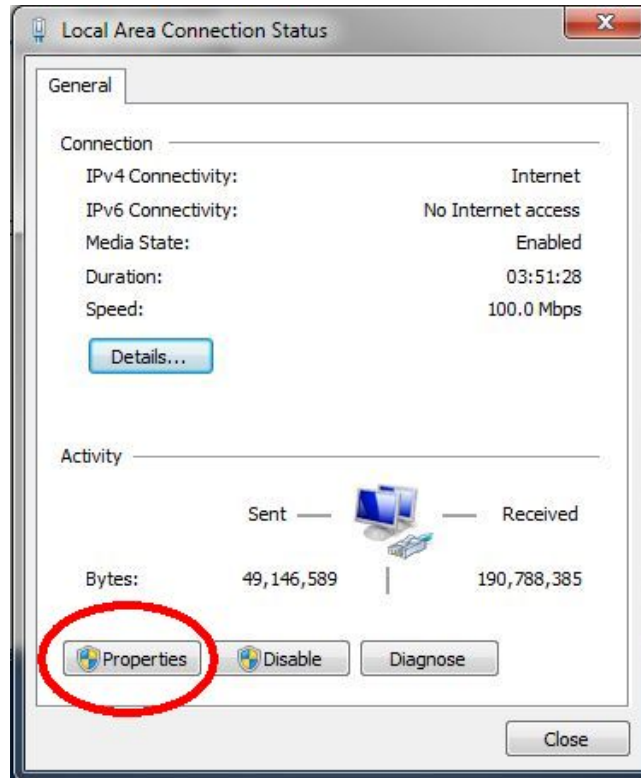 Local Area Connection Status
General
Connection
IPv4 Connectivity: Internet
IPv6 Connectivity: No Internet access
Media State: Enabled
Duration: 03:51:28
Speed: 100.0 Mbps
Details...
Activity
Sent Received
Bytes: 49,146,589 190,788,385
Properties Disable Diagnose
Close